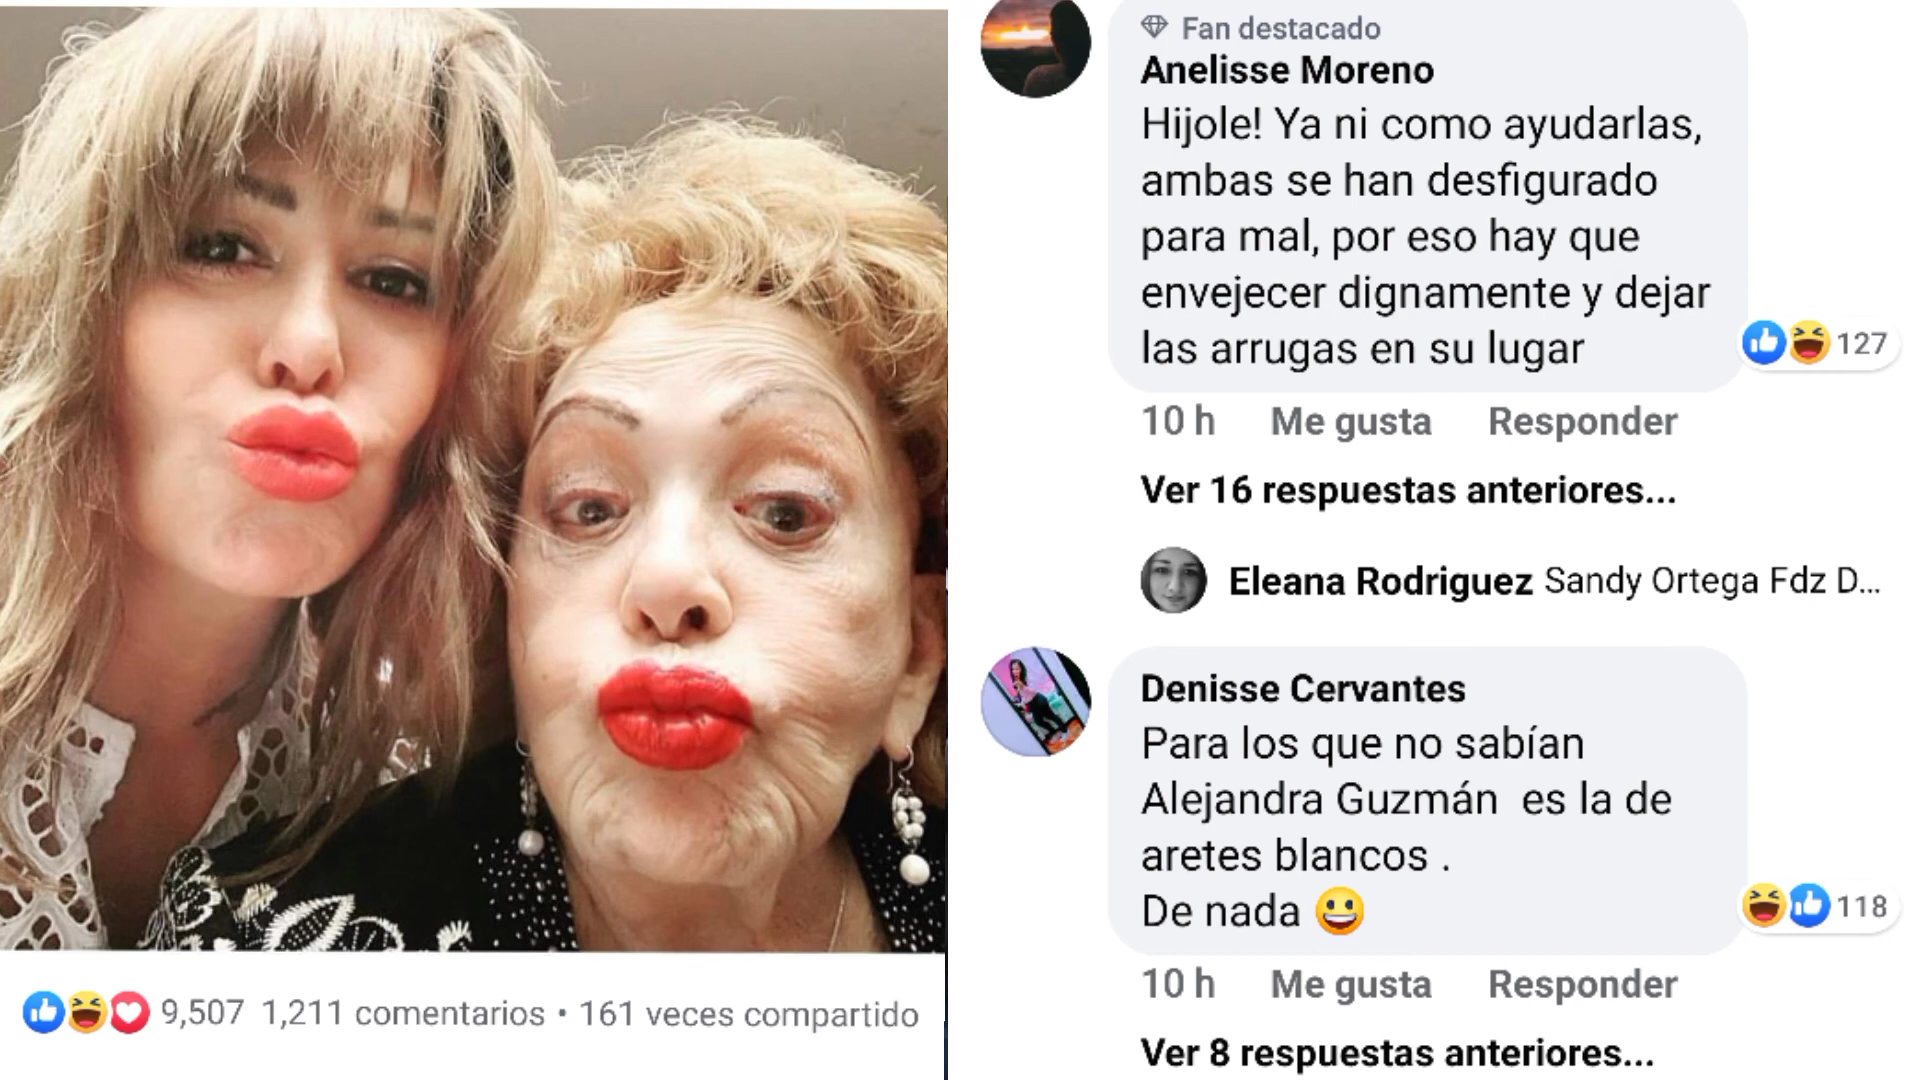 9,507 1,211 comentarios • 161 veces compartido
Fan destacado
Anelisse Moreno
Hijole! Ya ni como ayudarlas,
ambas se han desfigurado
para mal, por eso hay que
envejecer dignamente y dejar
las arrugas en su lugar
127
10 h Me gusta Responder
Ver 16 respuestas anteriores...
Eleana Rodriguez Sandy Ortega Fdz D...
Denisse Cervantes
Para los que no sabían
Alejandra Guzmán es la de
aretes blancos .
De nada 😀
118
10 h Me gusta Responder
Ver 8 respuestas anteriores...